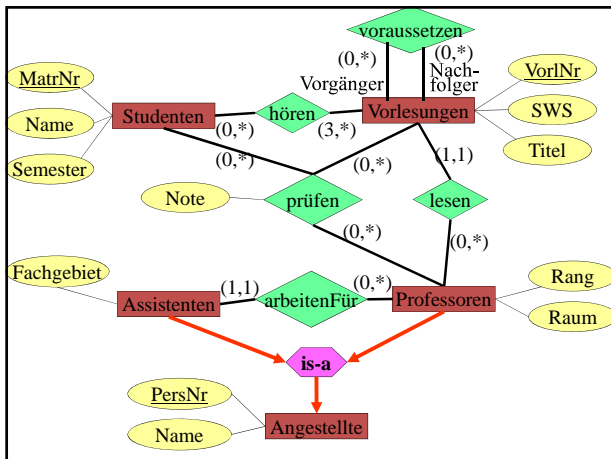 voraussetzen
(0,*)
(0,*)
Vorgänger
Nach-
folger
MatrNr
VorlNr
Studenten
hören
Vorlesungen
Name
SWS
(0,*)
(3,*)
Semester
Titel
(0,*)
(0,*)
(1,1)
Note
prüfen
lesen
(0,*)
(0,*)
Fachgebiet
Rang
(1,1)
(0,*)
Assistenten
arbeitenFür
Professoren
Raum
is-a
PersNr
Name
Angestellte